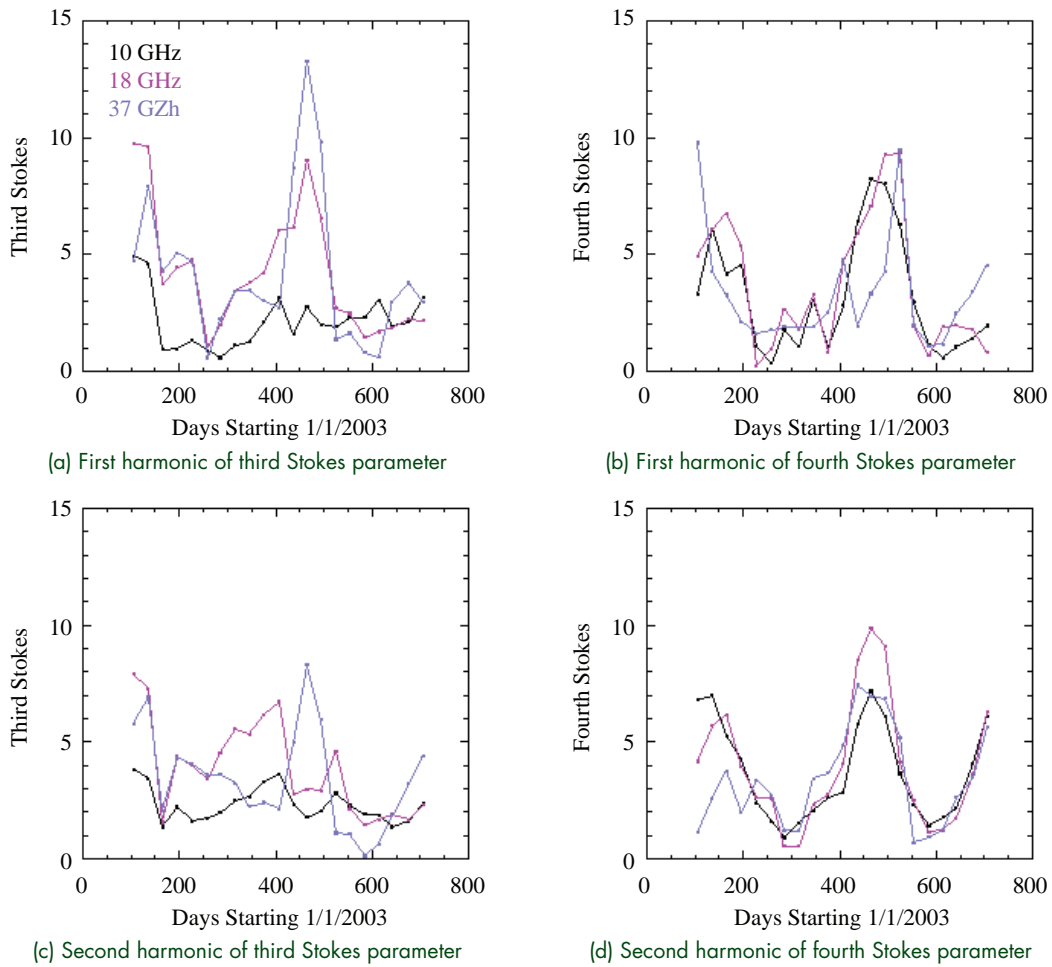 15
10 GHz
18 GHz
37 GZh
10
5
0
Third Stokes
0 200 400 600 800
Days Starting 1/1/2003
(a) First harmonic of third Stokes parameter
15
10
5
0
Fourth Stokes
0 200 400 600 800
Days Starting 1/1/2003
(b) First harmonic of fourth Stokes parameter
15
10
5
0
Third Stokes
0 200 400 600 800
Days Starting 1/1/2003
(c) Second harmonic of third Stokes parameter
15
10
5
0
Fourth Stokes
0 200 400 600 800
Days Starting 1/1/2003
(d) Second harmonic of fourth Stokes parameter